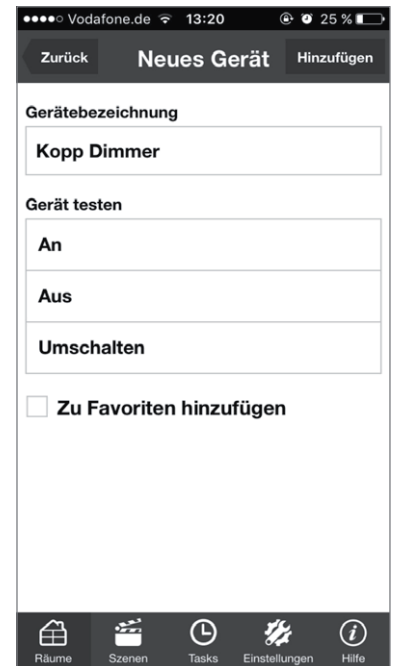 Vodafone.de 13:20 25 %
Zurück Neues Gerät Hinzufügen
Gerätebezeichnung
Kopp Dimmer
Gerät testen
An
Aus
Umschalten
Zu Favoriten hinzufügen
Räume Szenen Tasks Einstellungen Hilfe